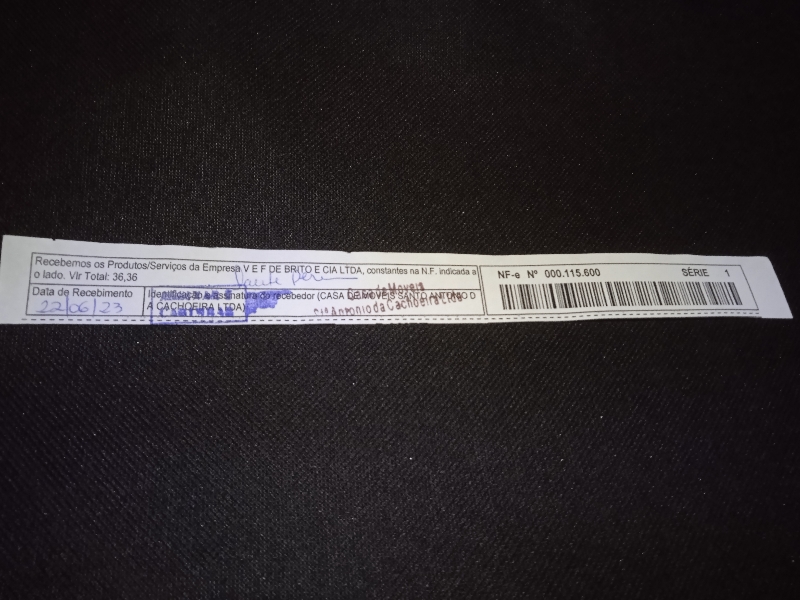 Recebemos os Produtos/Serviços da Empresa V E F DE BRITO E CIA LTDA, constantes na N.F. indicada a
o lado. Vlr Total: 36,36
Data de Recebimento
22/06/23
Identificação e assinatura do recebedor (CASA DE MOVEIS SANTO ANTONIO D
A CACHOEIRA LTDA)
Casa de Moveis
Sto Antonio da Cachoeira Ltda
NF-e Nº 000.115.600 SÉRIE 1